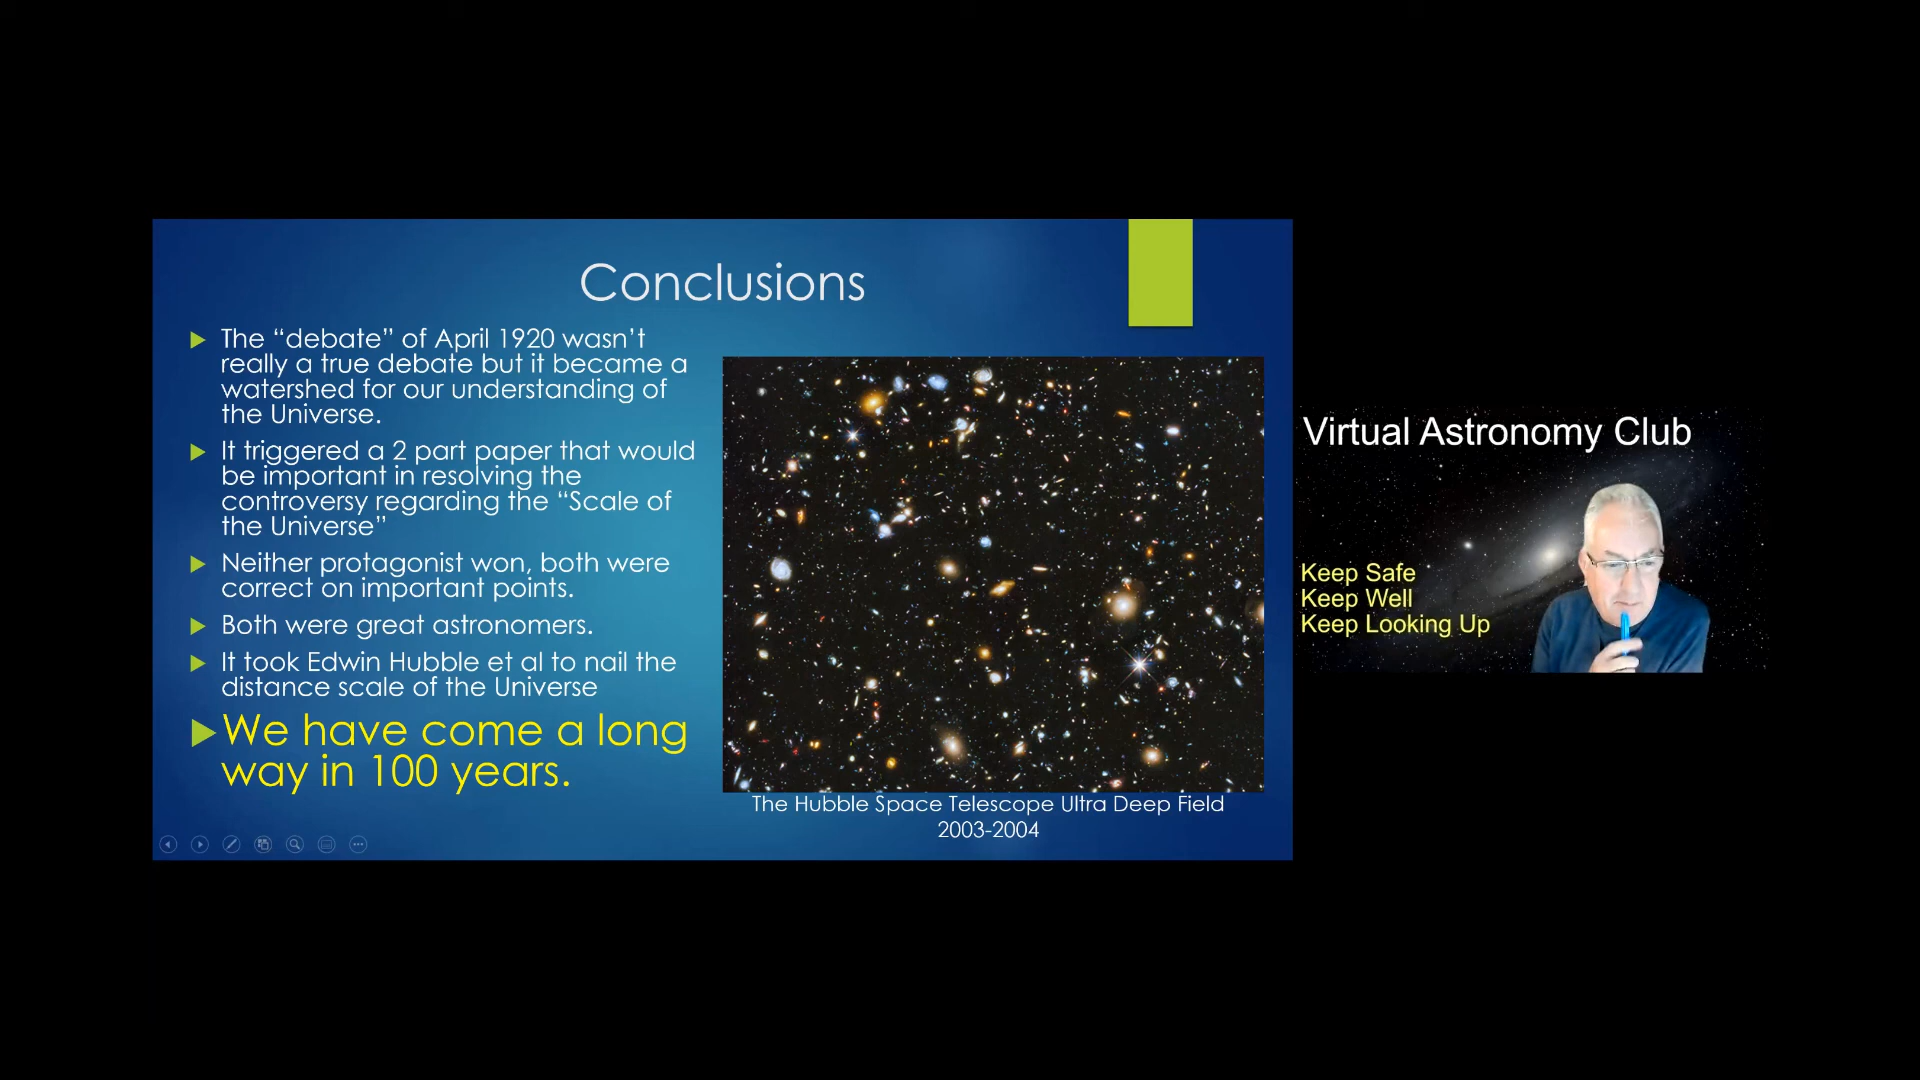 Conclusions
The “debate” of April 1920 wasn’t
really a true debate but it became a
watershed for our understanding of
the Universe.
It triggered a 2 part paper that would
be important in resolving the
controversy regarding the “Scale of
the Universe”
Neither protagonist won, both were
correct on important points.
Both were great astronomers.
It took Edwin Hubble et al to nail the
distance scale of the Universe
We have come a long
way in 100 years.
The Hubble Space Telescope Ultra Deep Field
2003-2004
Virtual Astronomy Club
Keep Safe
Keep Well
Keep Looking Up